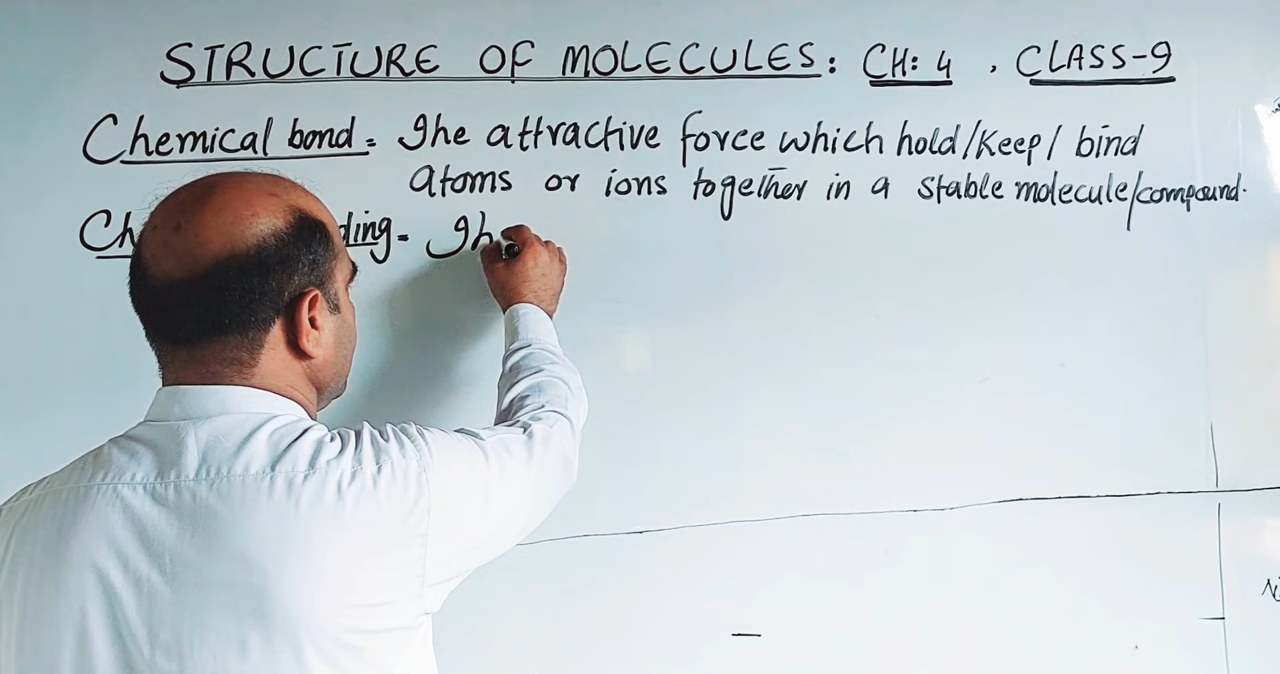 STRUCTURE OF MOLECULES: CH: 4 , CLASS-9
Chemical bond = The attractive force which hold/Keep/ bind
atoms or ions together in a stable molecule/compound.
Ch ding = Th